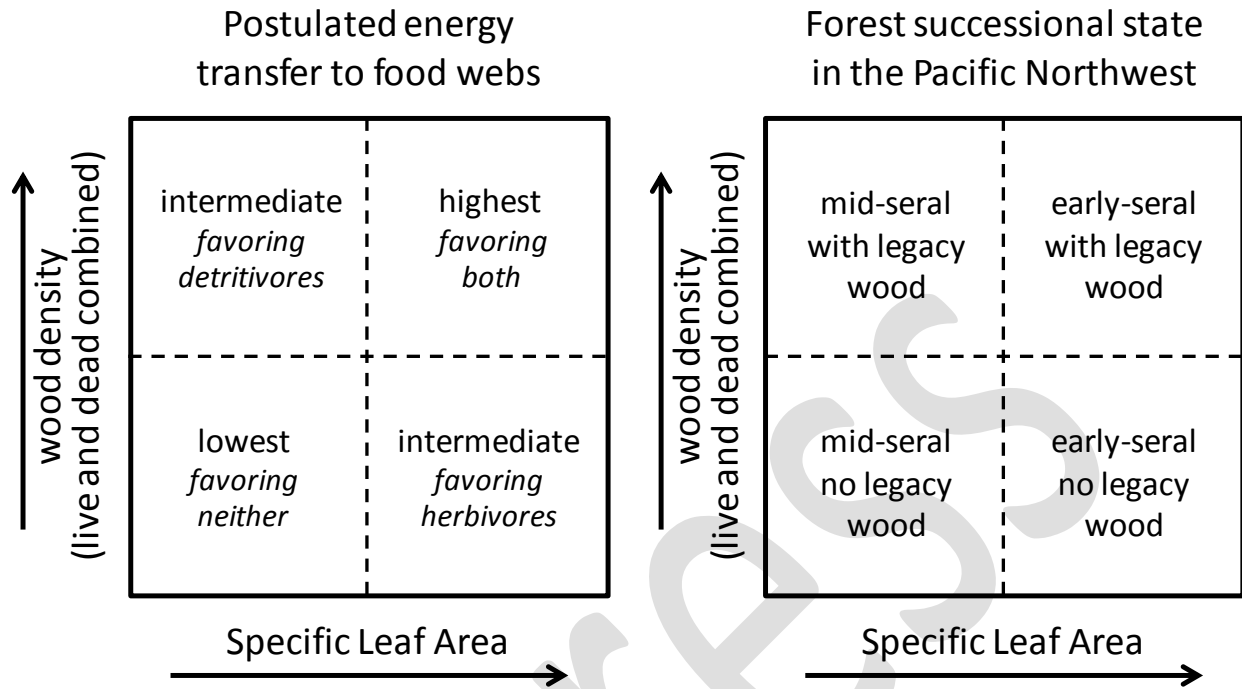 Postulated energy
transfer to food webs
wood density
(live and dead combined)
intermediate
favoring
detritivores
highest
favoring
both
lowest
favoring
neither
intermediate
favoring
herbivores
Specific Leaf Area
Forest successional state
in the Pacific Northwest
wood density
(live and dead combined)
mid-seral
with legacy
wood
early-seral
with legacy
wood
mid-seral
no legacy
wood
early-seral
no legacy
wood
Specific Leaf Area
ress